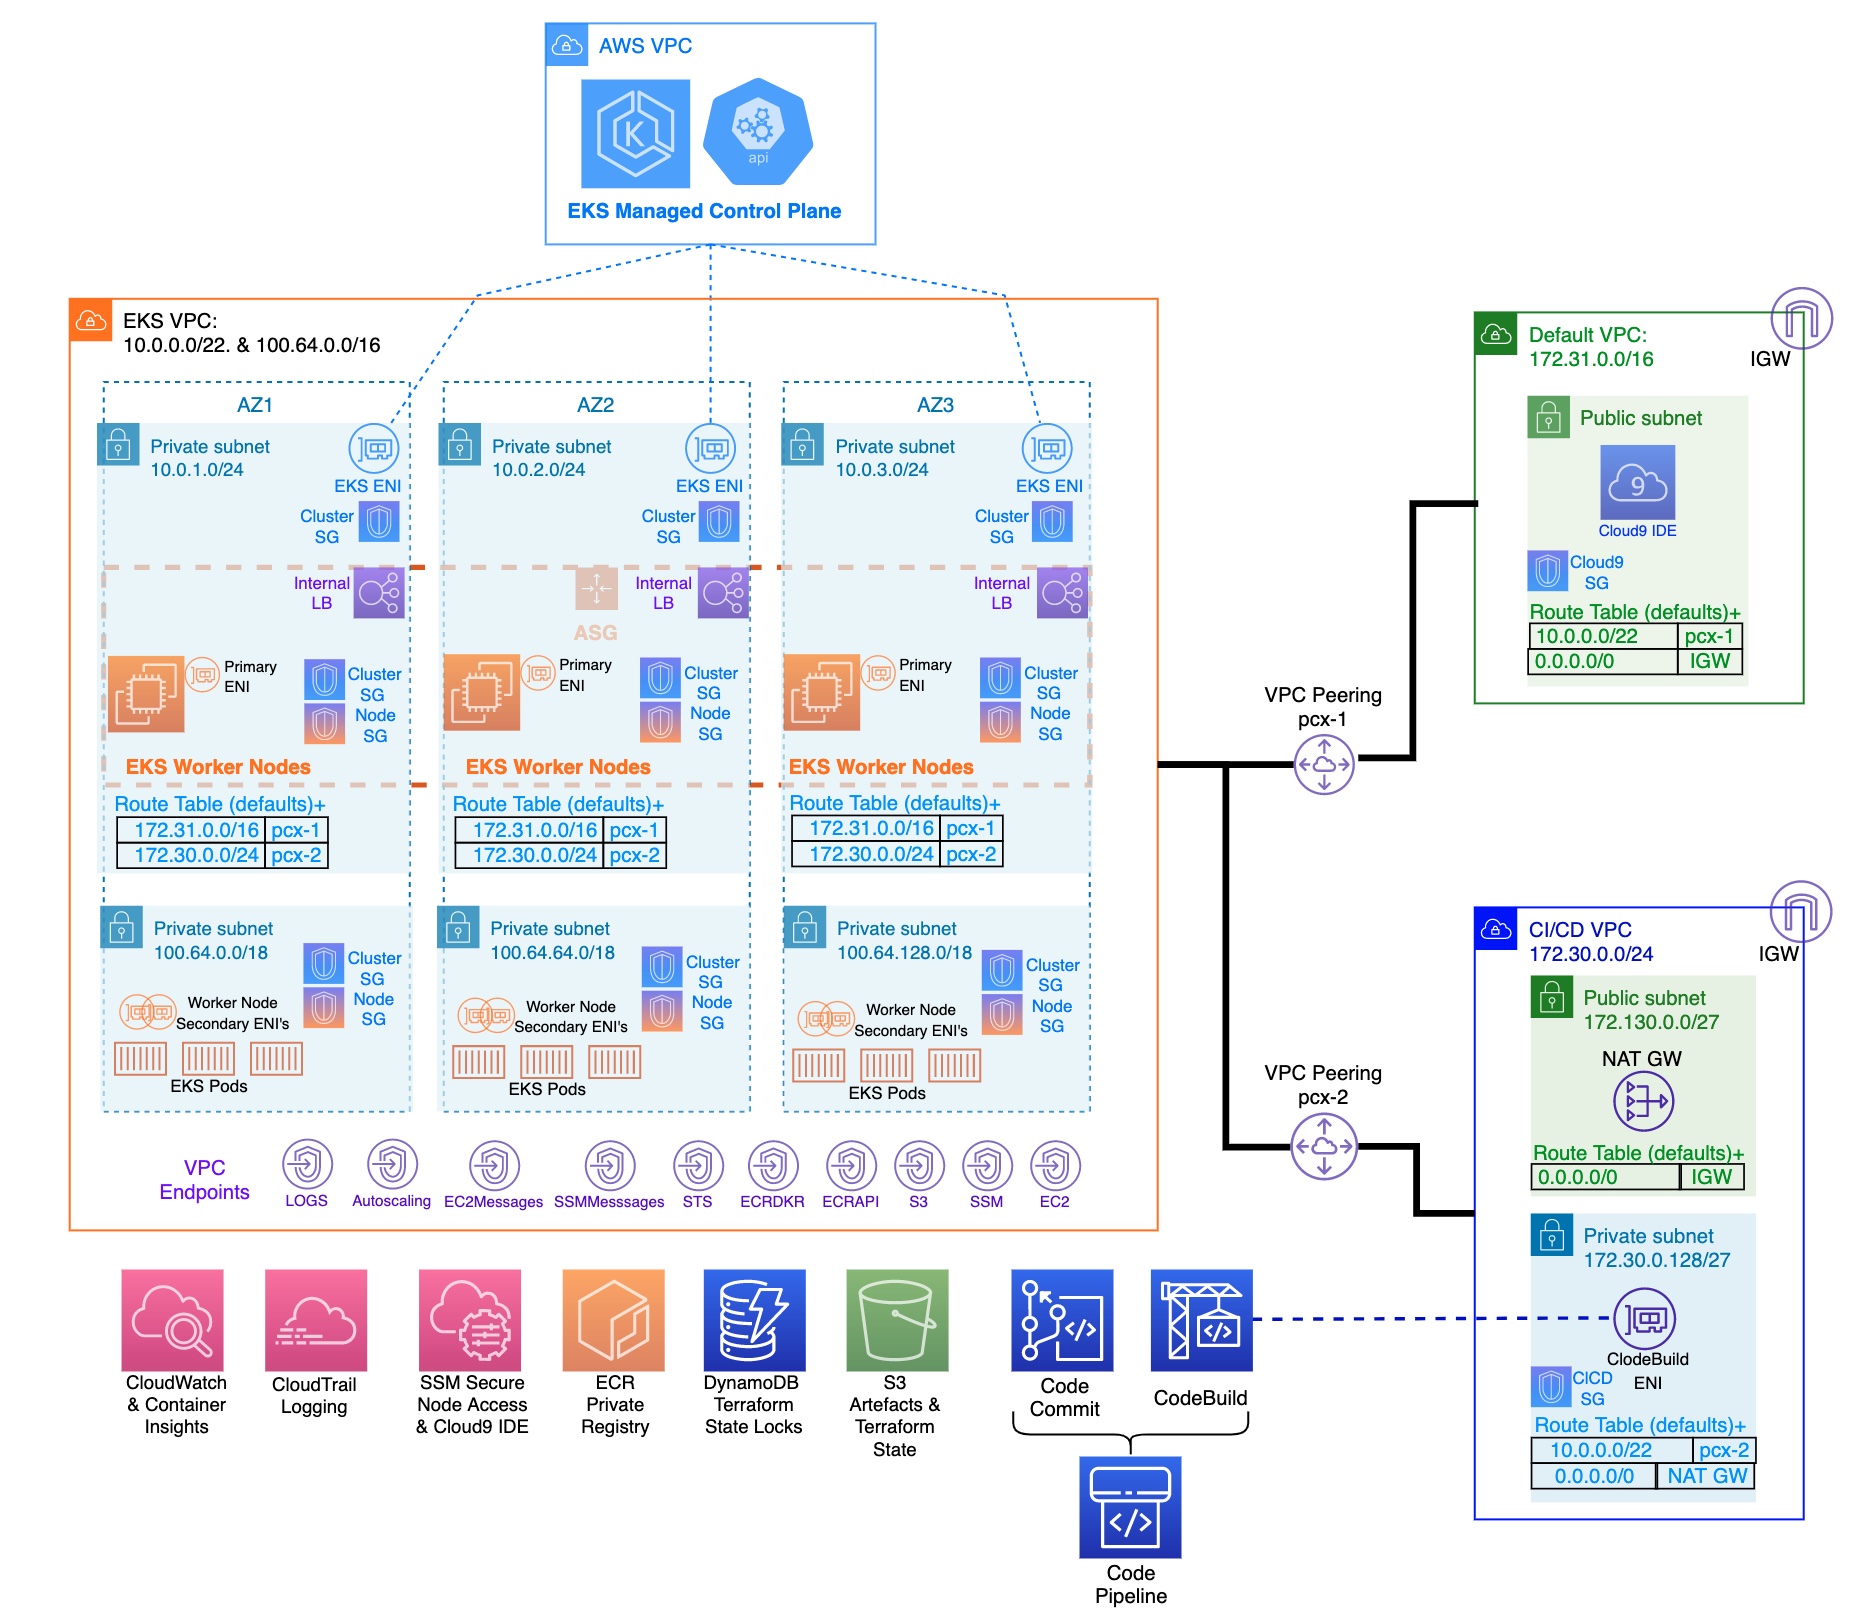 AWS VPC
api
EKS Managed Control Plane
EKS VPC:
10.0.0.0/22. & 100.64.0.0/16
AZ1
Private subnet
10.0.1.0/24
EKS ENI
Cluster
SG
Internal
LB
Primary
ENI
Cluster
SG
Node
SG
EKS Worker Nodes
Route Table (defaults)+
172.31.0.0/16 pcx-1
172.30.0.0/24 pcx-2
Private subnet
100.64.0.0/18
Cluster
SG
Node
SG
Worker Node
Secondary ENI's
EKS Pods
AZ2
Private subnet
10.0.2.0/24
EKS ENI
Cluster
SG
ASG
Internal
LB
Primary
ENI
Cluster
SG
Node
SG
EKS Worker Nodes
Route Table (defaults)+
172.31.0.0/16 pcx-1
172.30.0.0/24 pcx-2
Private subnet
100.64.64.0/18
Cluster
SG
Node
SG
Worker Node
Secondary ENI's
EKS Pods
AZ3
Private subnet
10.0.3.0/24
EKS ENI
Cluster
SG
Internal
LB
Primary
ENI
Cluster
SG
Node
SG
EKS Worker Nodes
Route Table (defaults)+
172.31.0.0/16 pcx-1
172.30.0.0/24 pcx-2
Private subnet
100.64.128.0/18
Cluster
SG
Node
SG
Worker Node
Secondary ENI's
EKS Pods
VPC
Endpoints
LOGS
Autoscaling
EC2Messages
SSMMesssages
STS
ECRDKR
ECRAPI
S3
SSM
EC2
VPC Peering
pcx-1
VPC Peering
pcx-2
IGW
Default VPC:
172.31.0.0/16
Public subnet
9
Cloud9 IDE
Cloud9
SG
Route Table (defaults)+
10.0.0.0/22 pcx-1
0.0.0.0/0 IGW
IGW
CI/CD VPC
172.30.0.0/24
Public subnet
172.130.0.0/27
NAT GW
Route Table (defaults)+
0.0.0.0/0 IGW
Private subnet
172.30.0.128/27
ClodeBuild
ENI
CICD
SG
Route Table (defaults)+
10.0.0.0/22 pcx-2
0.0.0.0/0 NAT GW
CloudWatch
& Container
Insights
CloudTrail
Logging
SSM Secure
Node Access
& Cloud9 IDE
ECR
Private
Registry
DynamoDB
Terraform
State Locks
S3
Artefacts &
Terraform
State
Code
Commit
CodeBuild
Code
Pipeline